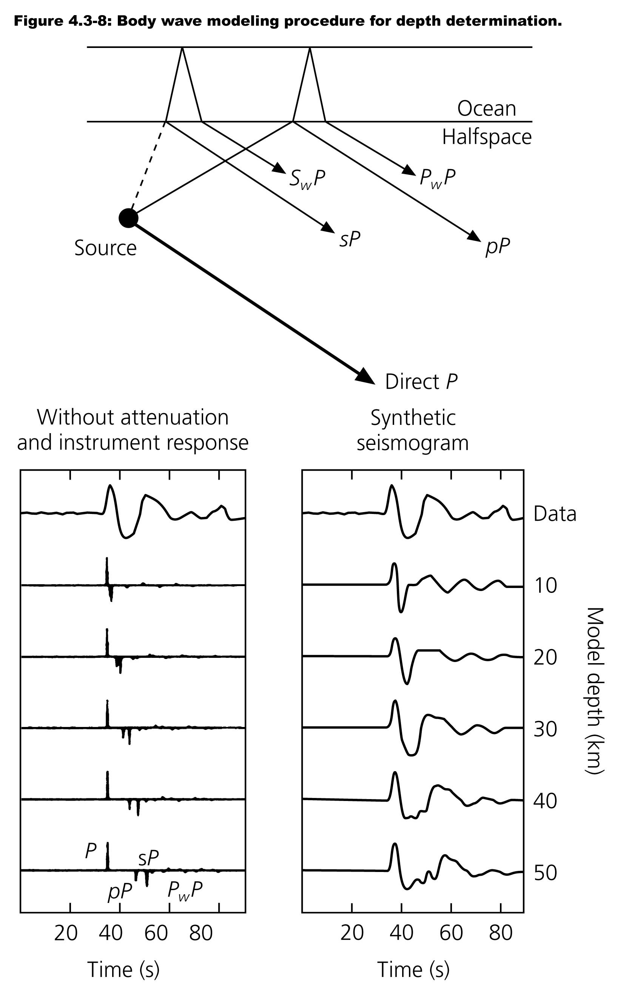 Figure 4.3-8: Body wave modeling procedure for depth determination.
Ocean
Halfspace
SwP
PwP
sP
pP
Source
Direct P
Without attenuation
and instrument response
Synthetic
seismogram
Data
10
20
30
40
50
Model depth (km)
P
sP
pP
PwP
20 40 60 80
Time (s)
20 40 60 80
Time (s)